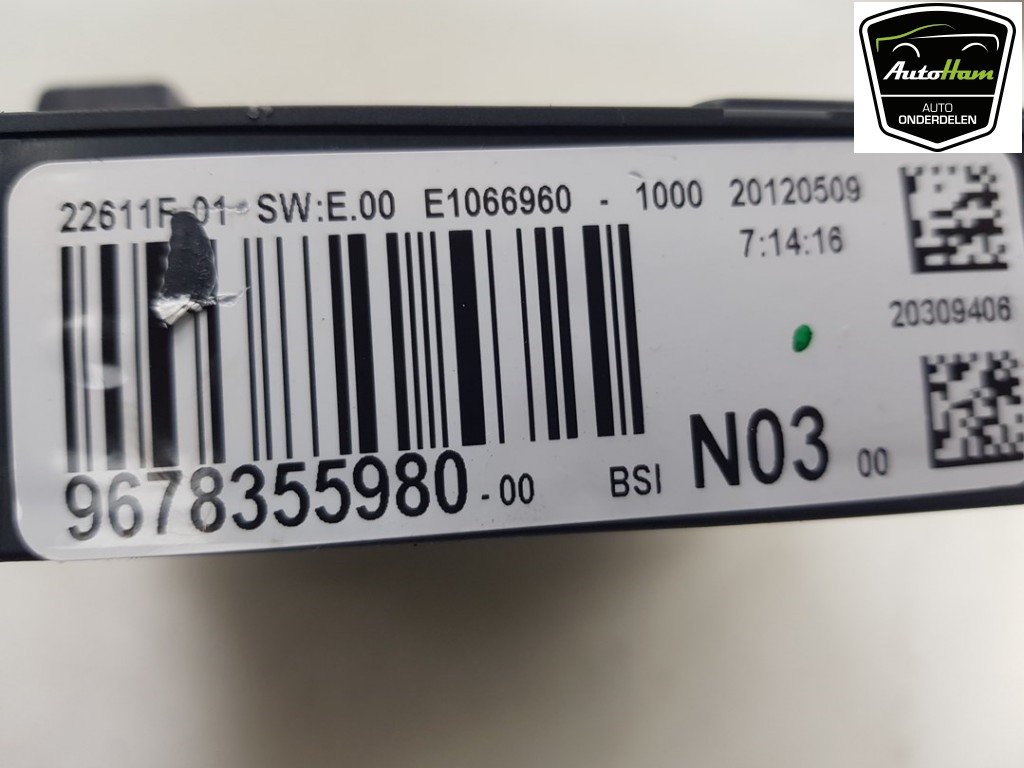 AutoHam
AUTO
ONDERDELEN
22611F-01 SW:E.00 E1066960 - 1000 20120509
7:14:16
20309406
9678355980-00 BSI N03 00